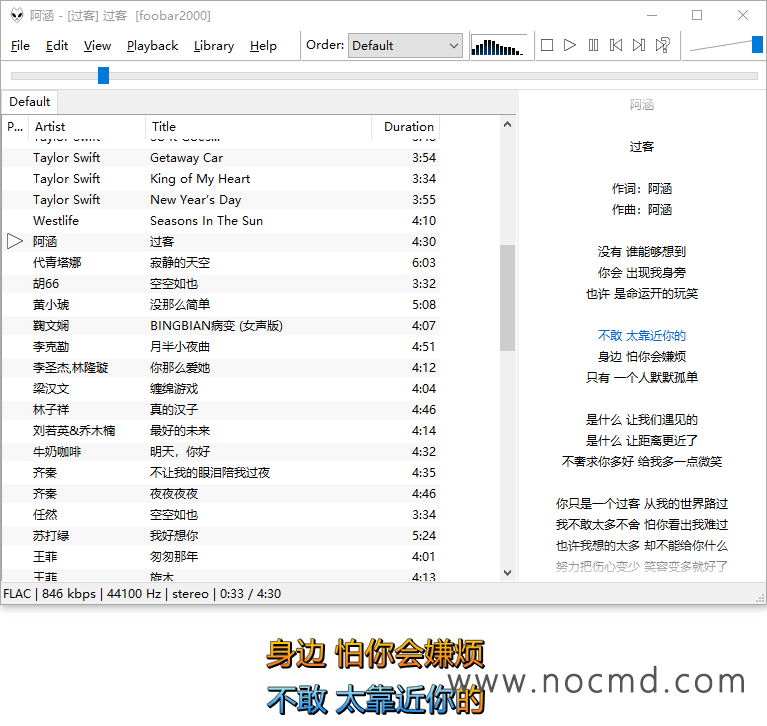 阿涵 - [过客] 过客  [foobar2000]
File Edit View Playback Library Help Order: Default
Default
P... Artist Title Duration
Taylor Swift So It Goes...
Taylor Swift Getaway Car 3:54
Taylor Swift King of My Heart 3:34
Taylor Swift New Year's Day 3:55
Westlife Seasons In The Sun 4:10
阿涵 过客 4:30
代青塔娜 寂静的天空 6:03
胡66 空空如也 3:32
黄小琥 没那么简单 5:08
鞠文娴 BINGBIAN病变 (女声版) 4:07
李克勤 月半小夜曲 4:51
李圣杰,林隆璇 你那么爱她 4:12
梁汉文 缠绵游戏 4:04
林子祥 真的汉子 4:46
刘若英&乔木楠 最好的未来 4:14
牛奶咖啡 明天，你好 4:32
齐秦 不让我的眼泪陪我过夜 4:35
齐秦 夜夜夜夜 4:46
任然 空空如也 3:34
苏打绿 我好想你 5:24
王菲 匆匆那年 4:01
王菲 旋木 4:13
阿涵
过客
作词：阿涵
作曲：阿涵
没有 谁能够想到
你会 出现我身旁
也许 是命运开的玩笑
不敢 太靠近你的
身边 怕你会嫌烦
只有 一个人默默孤单
是什么 让我们遇见的
是什么 让距离更近了
不奢求你多好 给我多一点微笑
你只是一个过客 从我的世界路过
我不敢太多不舍 怕你看出我难过
也许我想的太多 却不能给你什么
努力把伤心变少 笑容变多就好了
FLAC | 846 kbps | 44100 Hz | stereo | 0:33 / 4:30
身边 怕你会嫌烦
不敢 太靠近你的
www.nocmd.com